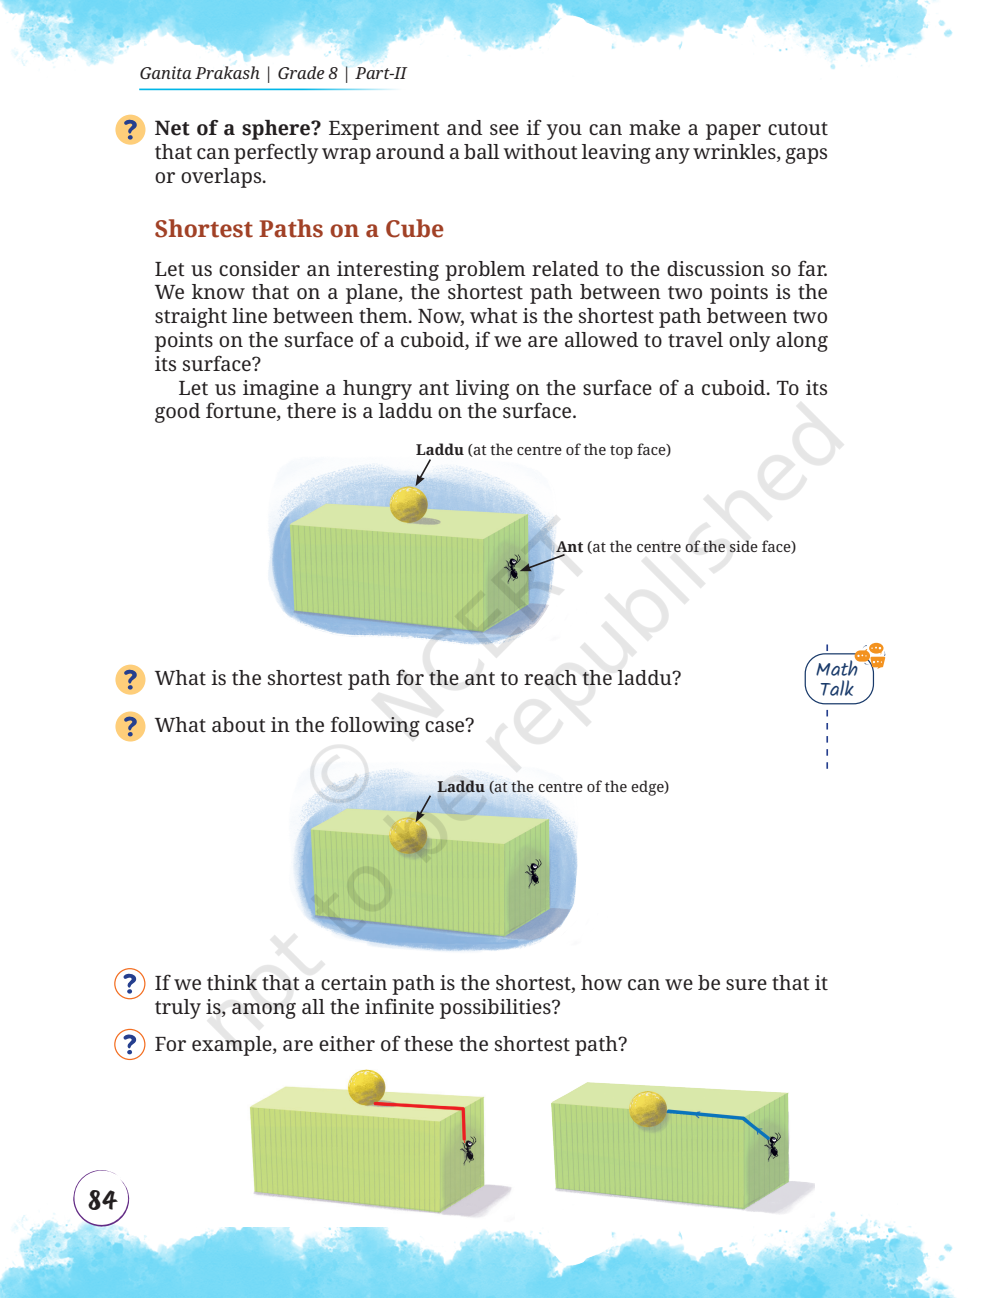 Ganita Prakash | Grade 8 | Part-II
? Net of a sphere? Experiment and see if you can make a paper cutout
that can perfectly wrap around a ball without leaving any wrinkles, gaps
or overlaps.
Shortest Paths on a Cube
Let us consider an interesting problem related to the discussion so far.
We know that on a plane, the shortest path between two points is the
straight line between them. Now, what is the shortest path between two
points on the surface of a cuboid, if we are allowed to travel only along
its surface?
Let us imagine a hungry ant living on the surface of a cuboid. To its
good fortune, there is a laddu on the surface.
Laddu (at the centre of the top face)
Ant (at the centre of the side face)
? What is the shortest path for the ant to reach the laddu?
Math
Talk
? What about in the following case?
Laddu (at the centre of the edge)
? If we think that a certain path is the shortest, how can we be sure that it
truly is, among all the infinite possibilities?
? For example, are either of these the shortest path?
84
© NCERT
not to be republished